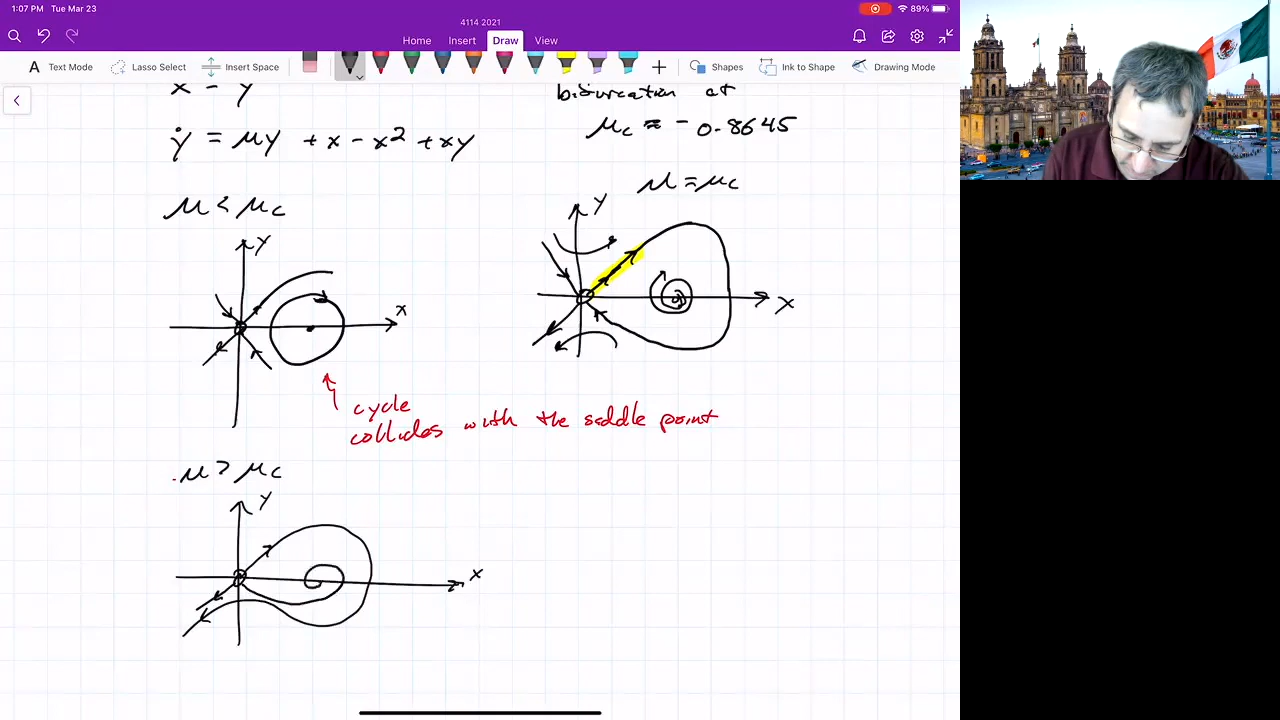 1:07 PM Tue Mar 23
89%
4114 2021
Home Insert Draw View
Text Mode Lasso Select Insert Space Shapes Ink to Shape Drawing Mode
ẋ = y
ẏ = μy + x - x² + xy
bifurcation at
μc ≈ -0.8645
μ < μc
y
x
μ = μc
y
x
cycle
collides with the saddle point
μ > μc
y
x